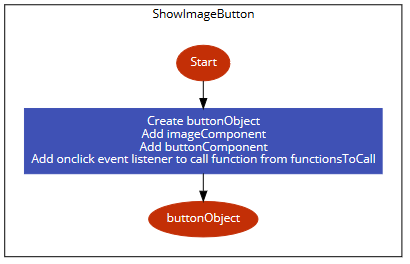 ShowImageButton
Start
Create buttonObject
Add imageComponent
Add buttonComponent
Add onclick event listener to call function from functionsToCall
buttonObject